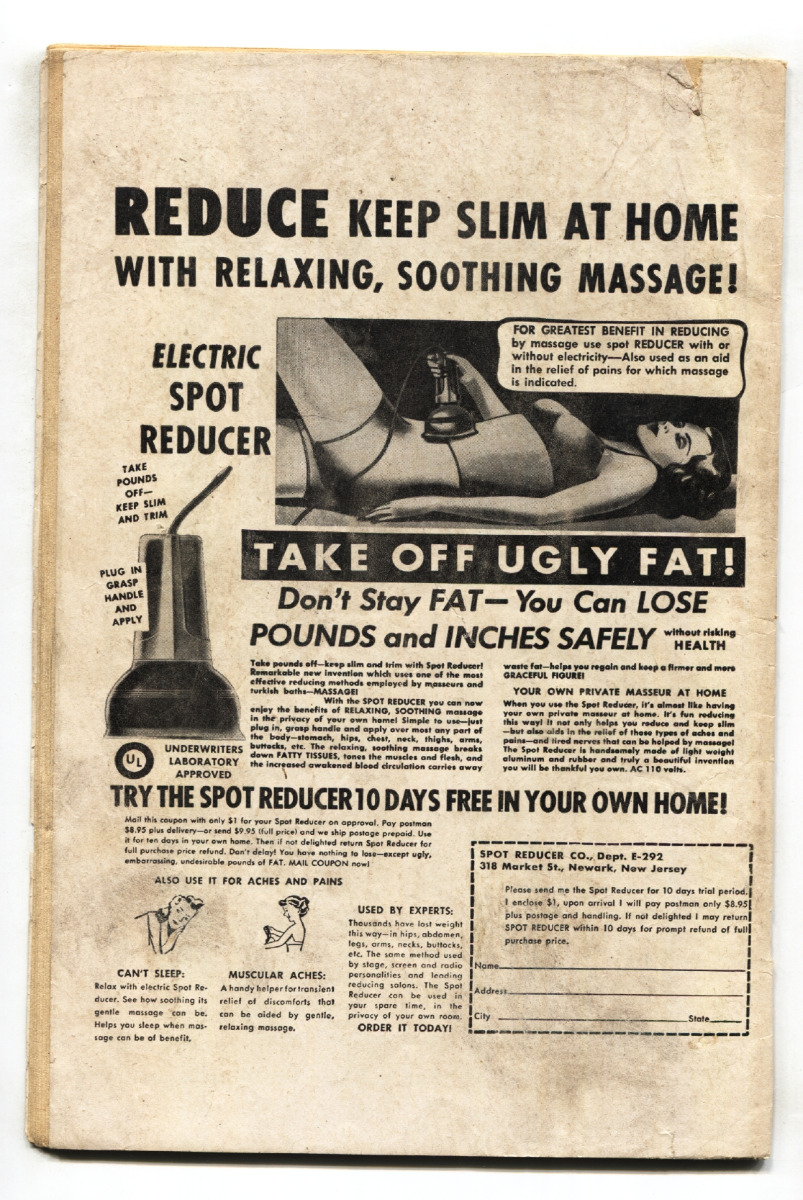 REDUCE KEEP SLIM AT HOME
WITH RELAXING, SOOTHING MASSAGE!
ELECTRIC
SPOT
REDUCER
FOR GREATEST BENEFIT IN REDUCING
by massage use spot REDUCER with or
without electricity—Also used as an aid
in the relief of pains for which massage
is indicated.
TAKE
POUNDS
OFF—
KEEP SLIM
AND TRIM
PLUG IN
GRASP
HANDLE
AND
APPLY
TAKE OFF UGLY FAT!
Don't Stay FAT—You Can LOSE
POUNDS and INCHES SAFELY without risking
HEALTH
Take pounds off—keep slim and trim with Spot Reducer!
Remarkable new invention which uses one of the most
effective reducing methods employed by masseurs and
turkish baths—MASSAGE!
With the SPOT REDUCER you can now
enjoy the benefits of RELAXING, SOOTHING massage
in the privacy of your own home! Simple to use—just
plug in, grasp handle and apply over most any part of
the body—stomach, hips, chest, neck, thighs, arms,
buttocks, etc. The relaxing, soothing massage breaks
down FATTY TISSUES, tones the muscles and flesh, and
the increased awakened blood circulation carries away
waste fat—helps you regain and keep a firmer and more
GRACEFUL FIGURE!
YOUR OWN PRIVATE MASSEUR AT HOME
When you use the Spot Reducer, it's almost like having
your own private masseur at home. It's fun reducing
this way! It not only helps you reduce and keep slim
—but also aids in the relief of those types of aches and
pains—and tired nerves that can be helped by massage!
The Spot Reducer is handsomely made of light weight
aluminum and rubber and truly a beautiful invention
you will be thankful you own. AC 110 volts.
UL
UNDERWRITERS
LABORATORY
APPROVED
TRY THE SPOT REDUCER 10 DAYS FREE IN YOUR OWN HOME!
Mail this coupon with only $1 for your Spot Reducer on approval. Pay postman
$8.95 plus delivery—or send $9.95 (full price) and we ship postage prepaid. Use
it for ten days in your own home. Then if not delighted return Spot Reducer for
full purchase price refund. Don't delay! You have nothing to lose—except ugly,
embarrassing, undesirable pounds of FAT. MAIL COUPON now!
ALSO USE IT FOR ACHES AND PAINS
CAN'T SLEEP:
Relax with electric Spot Re-
ducer. See how soothing its
gentle massage can be.
Helps you sleep when mas-
sage can be of benefit.
MUSCULAR ACHES:
A handy helper for transient
relief of discomforts that
can be aided by gentle,
relaxing massage.
USED BY EXPERTS:
Thousands have lost weight
this way—in hips, abdomen,
legs, arms, necks, buttocks,
etc. The same method used
by stage, screen and radio
personalities and leading
reducing salons. The Spot
Reducer can be used in
your spare time, in the
privacy of your own room.
ORDER IT TODAY!
SPOT REDUCER CO., Dept. E-292
318 Market St., Newark, New Jersey
Please send me the Spot Reducer for 10 days trial period.
I enclose $1, upon arrival I will pay postman only $8.95
plus postage and handling. If not delighted I may return
SPOT REDUCER within 10 days for prompt refund of full
purchase price.
Name
Address
City State